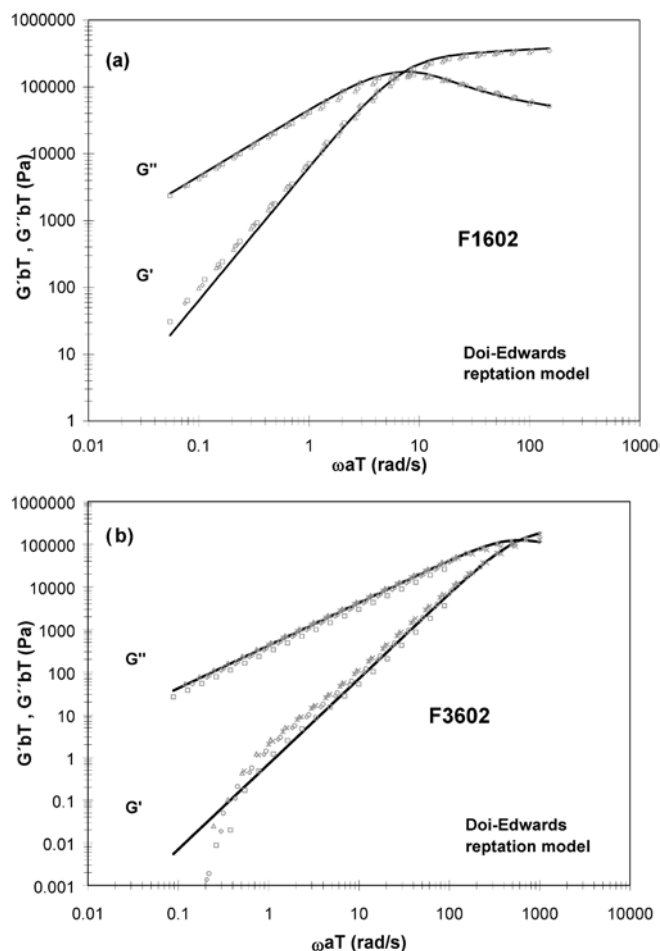 1000000
(a)
100000
10000
G"
1000
F1602
100
G'
10
Doi-Edwards
reptation model
1
0.01 0.1 1 10 100 1000
ωaT (rad/s)
G´bT , G´´bT (Pa)
1000000
(b)
100000
10000
1000
G"
100
10
F3602
1
0.1
G'
0.01
Doi-Edwards
reptation model
0.001
0.01 0.1 1 10 100 1000 10000
ωaT (rad/s)
G´bT , G´´bT (Pa)